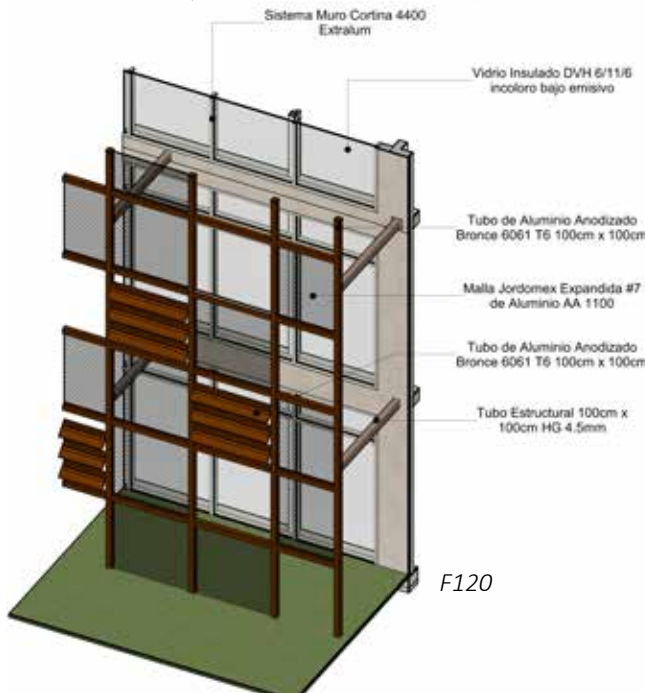 Sistema Muro Cortina 4400
Extralum
Vidrio Insulado DVH 6/11/6
incoloro bajo emisivo
Tubo de Aluminio Anodizado
Bronce 6061 T6 100cm x 100cm
Malla Jordomex Expandida #7
de Aluminio AA 1100
Tubo de Aluminio Anodizado
Bronce 6061 T6 100cm x 100cm
Tubo Estructural 100cm x
100cm HG 4.5mm
F120